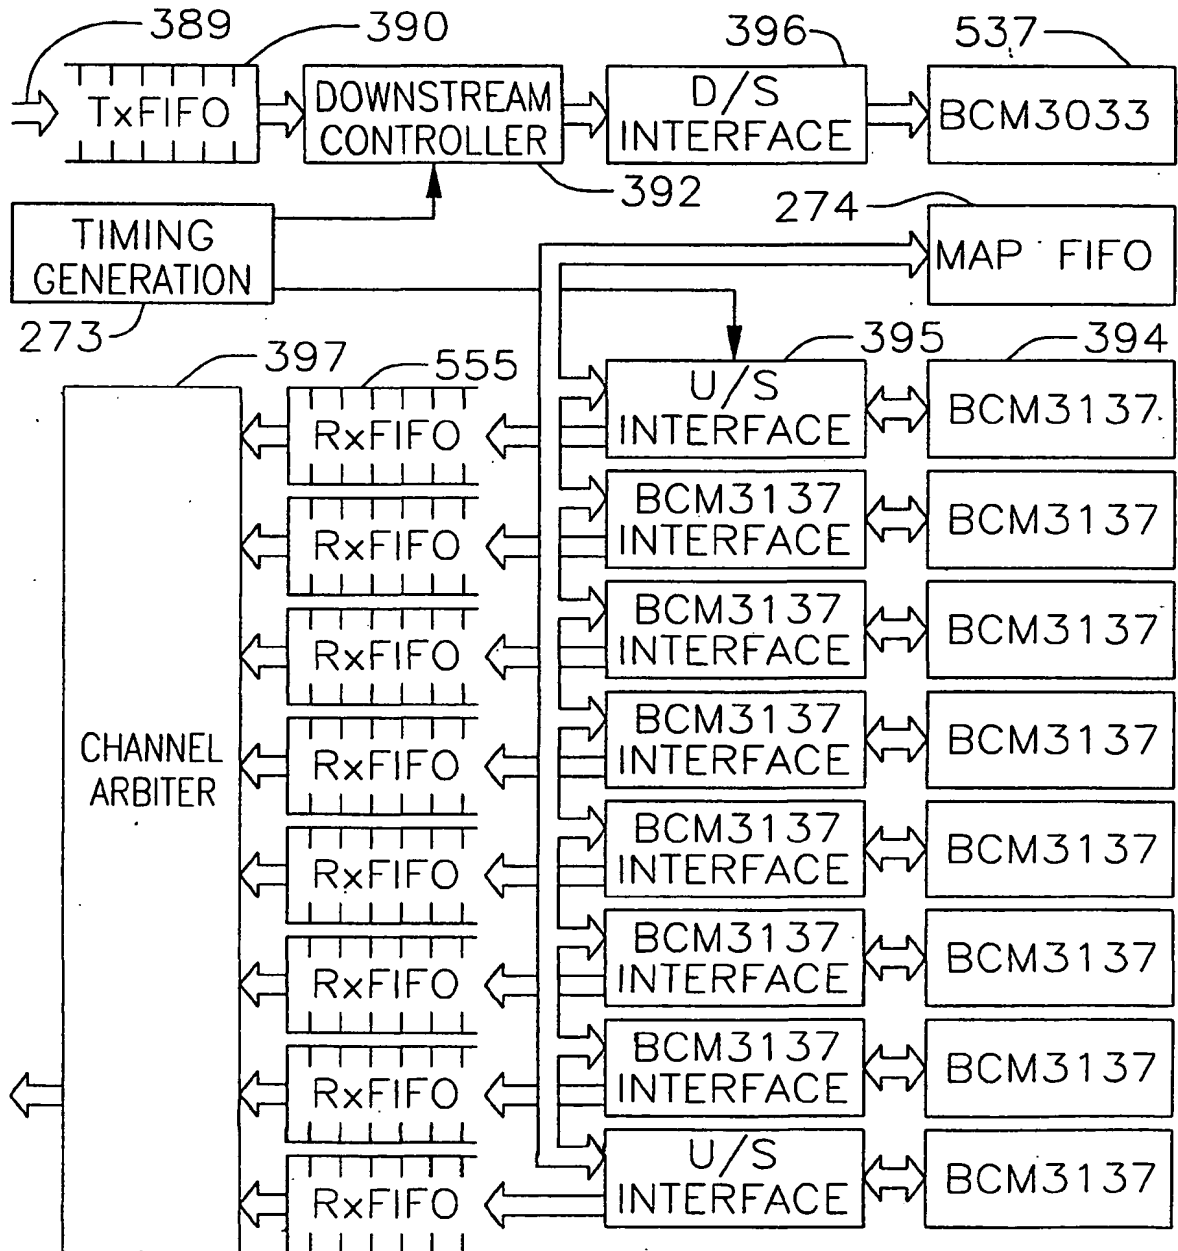 389
390
396
537
TxFIFO
DOWNSTREAM
CONTROLLER
D/S
INTERFACE
BCM3033
392
274
TIMING
GENERATION
MAP FIFO
273
397
555
395
394
CHANNEL
ARBITER
RxFIFO
U/S
INTERFACE
BCM3137
RxFIFO
BCM3137
INTERFACE
BCM3137
RxFIFO
BCM3137
INTERFACE
BCM3137
RxFIFO
BCM3137
INTERFACE
BCM3137
RxFIFO
BCM3137
INTERFACE
BCM3137
RxFIFO
BCM3137
INTERFACE
BCM3137
RxFIFO
BCM3137
INTERFACE
BCM3137
RxFIFO
U/S
INTERFACE
BCM3137